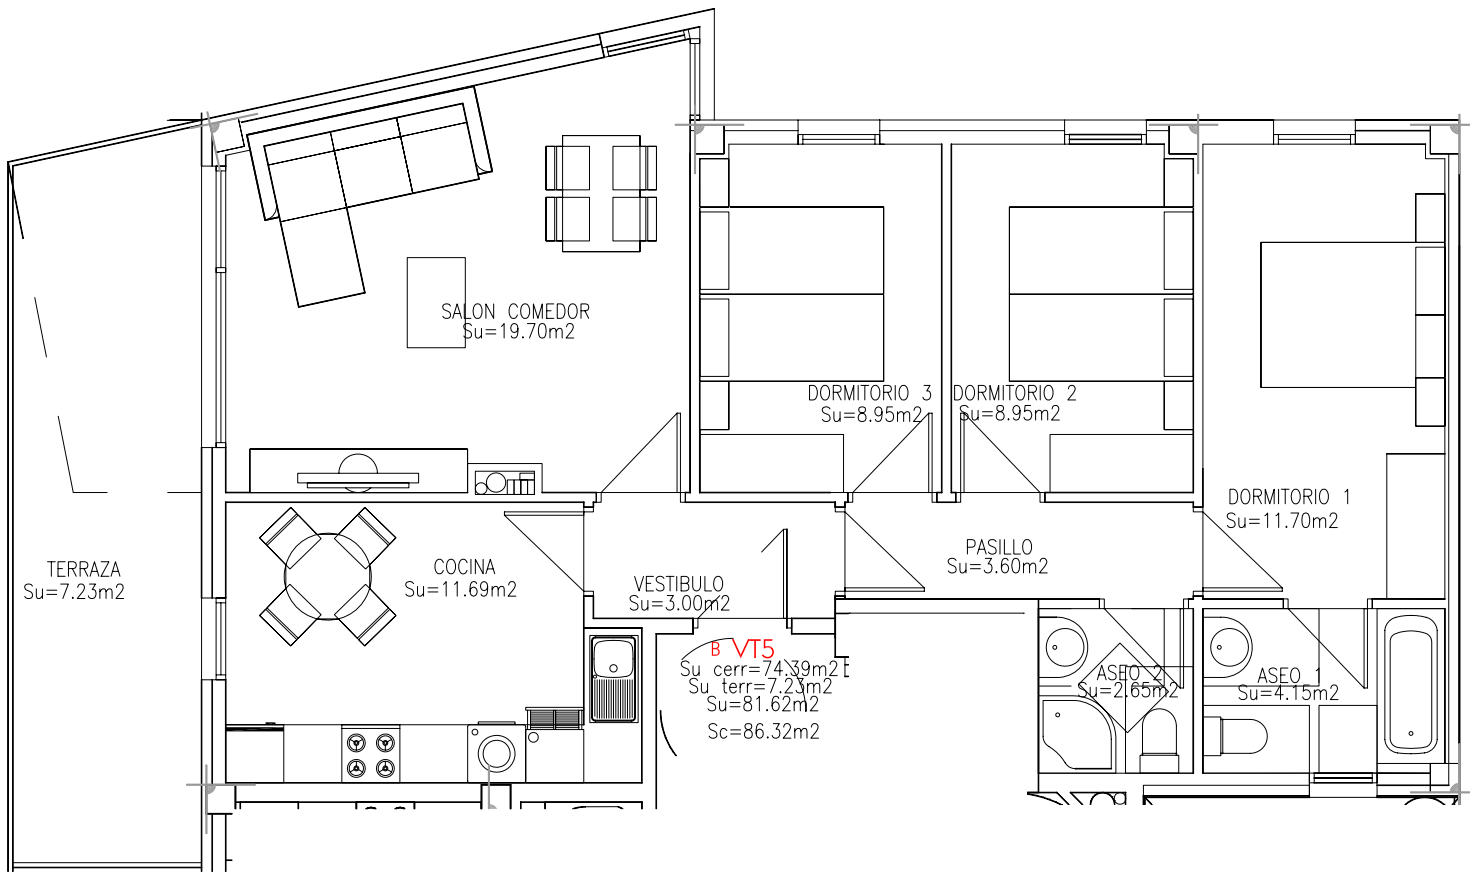 SALON COMEDOR
Su=19.70m2
DORMITORIO 3
Su=8.95m2
DORMITORIO 2
Su=8.95m2
DORMITORIO 1
Su=11.70m2
TERRAZA
Su=7.23m2
COCINA
Su=11.69m2
VESTIBULO
Su=3.00m2
PASILLO
Su=3.60m2
B VT5
Su cerr=74.39m2
Su terr=7.23m2
Su=81.62m2
Sc=86.32m2
ASEO 2
Su=2.65m2
ASEO 1
Su=4.15m2